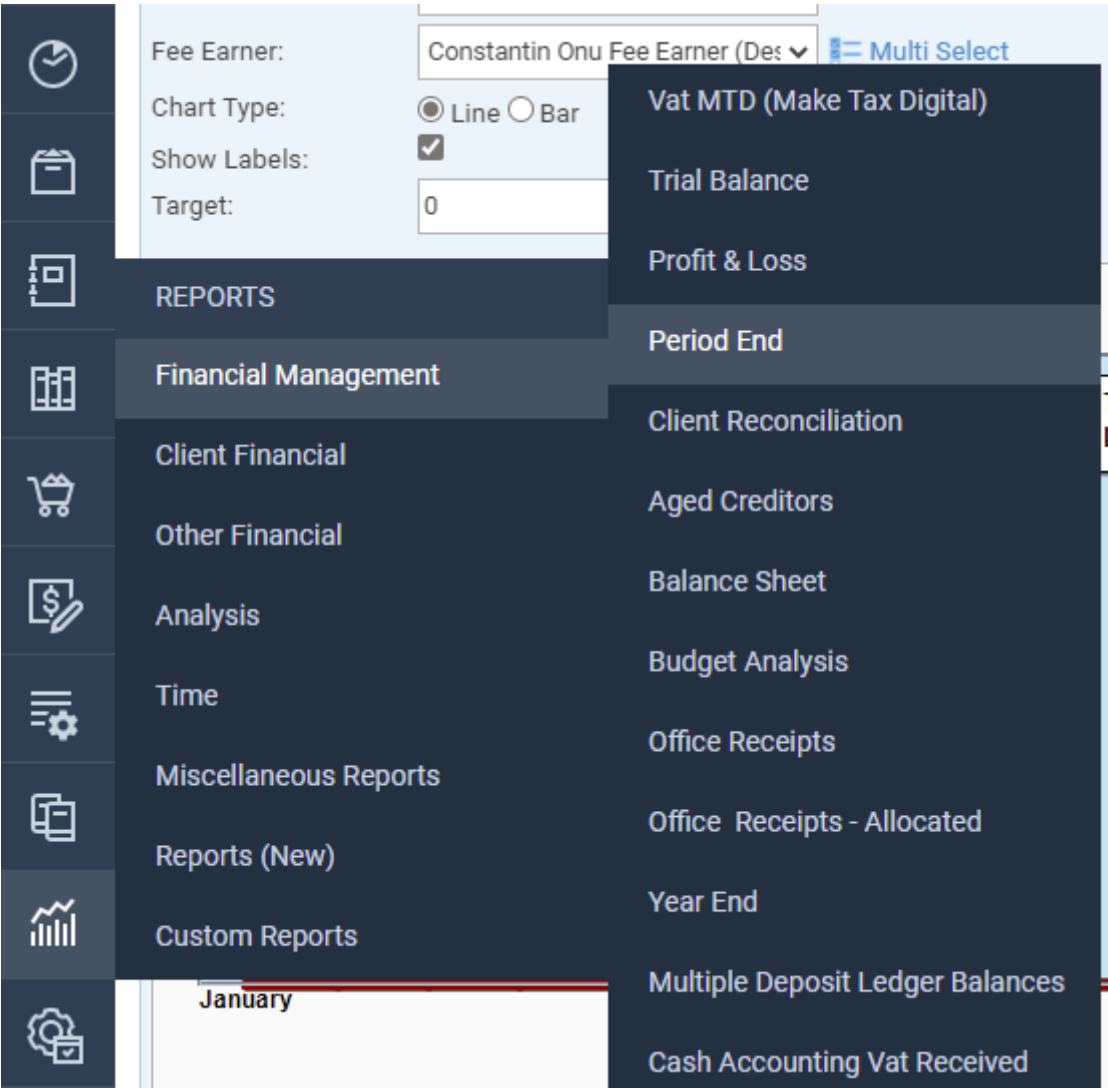 Fee Earner:
Constantin Onu Fee Earner (Des
Multi Select
Chart Type:
Line
Bar
Show Labels:
Target:
0
REPORTS
Financial Management
Client Financial
Other Financial
Analysis
Time
Miscellaneous Reports
Reports (New)
Custom Reports
Vat MTD (Make Tax Digital)
Trial Balance
Profit & Loss
Period End
Client Reconciliation
Aged Creditors
Balance Sheet
Budget Analysis
Office Receipts
Office  Receipts - Allocated
Year End
Multiple Deposit Ledger Balances
Cash Accounting Vat Received
January